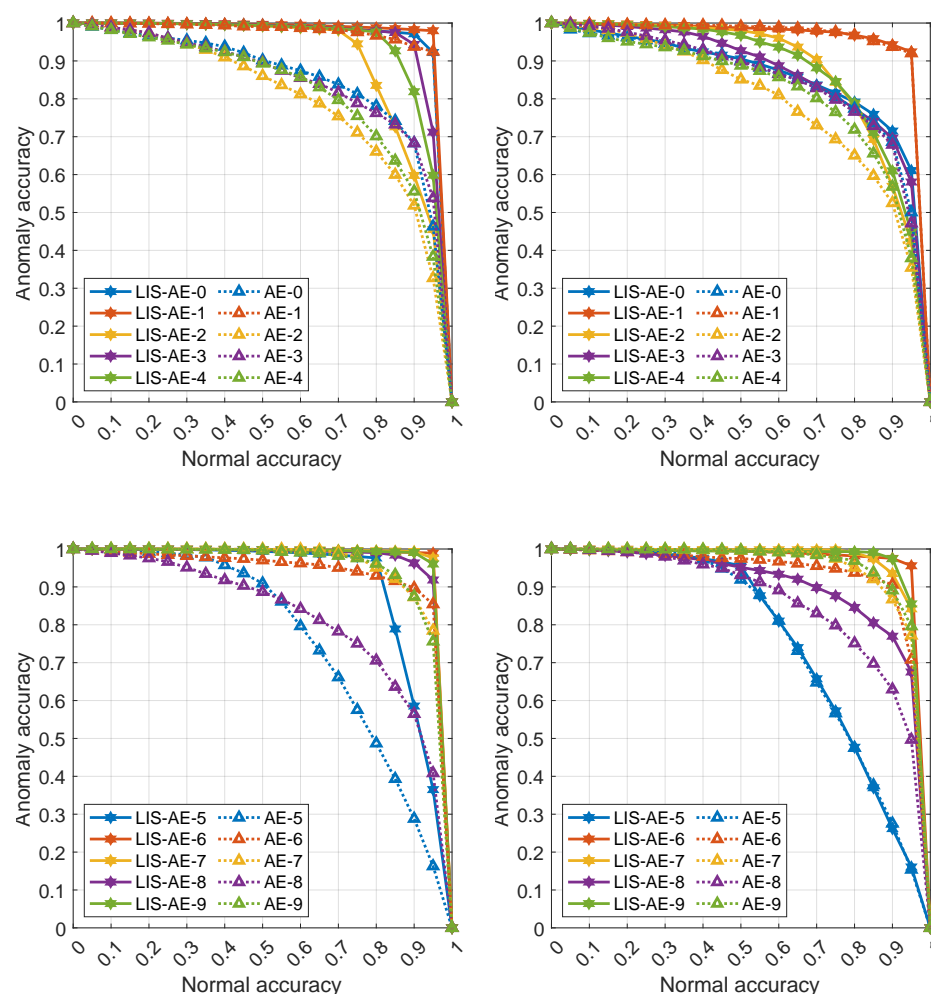 1
0.9
0.8
0.7
0.6
0.5
0.4
0.3
0.2
0.1
0
Anomaly accuracy
LIS-AE-0 AE-0
LIS-AE-1 AE-1
LIS-AE-2 AE-2
LIS-AE-3 AE-3
LIS-AE-4 AE-4
0 0.1 0.2 0.3 0.4 0.5 0.6 0.7 0.8 0.9 1
Normal accuracy
1
0.9
0.8
0.7
0.6
0.5
0.4
0.3
0.2
0.1
0
Anomaly accuracy
LIS-AE-0 AE-0
LIS-AE-1 AE-1
LIS-AE-2 AE-2
LIS-AE-3 AE-3
LIS-AE-4 AE-4
0 0.1 0.2 0.3 0.4 0.5 0.6 0.7 0.8 0.9 1
Normal accuracy
1
0.9
0.8
0.7
0.6
0.5
0.4
0.3
0.2
0.1
0
Anomaly accuracy
LIS-AE-5 AE-5
LIS-AE-6 AE-6
LIS-AE-7 AE-7
LIS-AE-8 AE-8
LIS-AE-9 AE-9
0 0.1 0.2 0.3 0.4 0.5 0.6 0.7 0.8 0.9 1
Normal accuracy
1
0.9
0.8
0.7
0.6
0.5
0.4
0.3
0.2
0.1
0
Anomaly accuracy
LIS-AE-5 AE-5
LIS-AE-6 AE-6
LIS-AE-7 AE-7
LIS-AE-8 AE-8
LIS-AE-9 AE-9
0 0.1 0.2 0.3 0.4 0.5 0.6 0.7 0.8 0.9 1
Normal accuracy